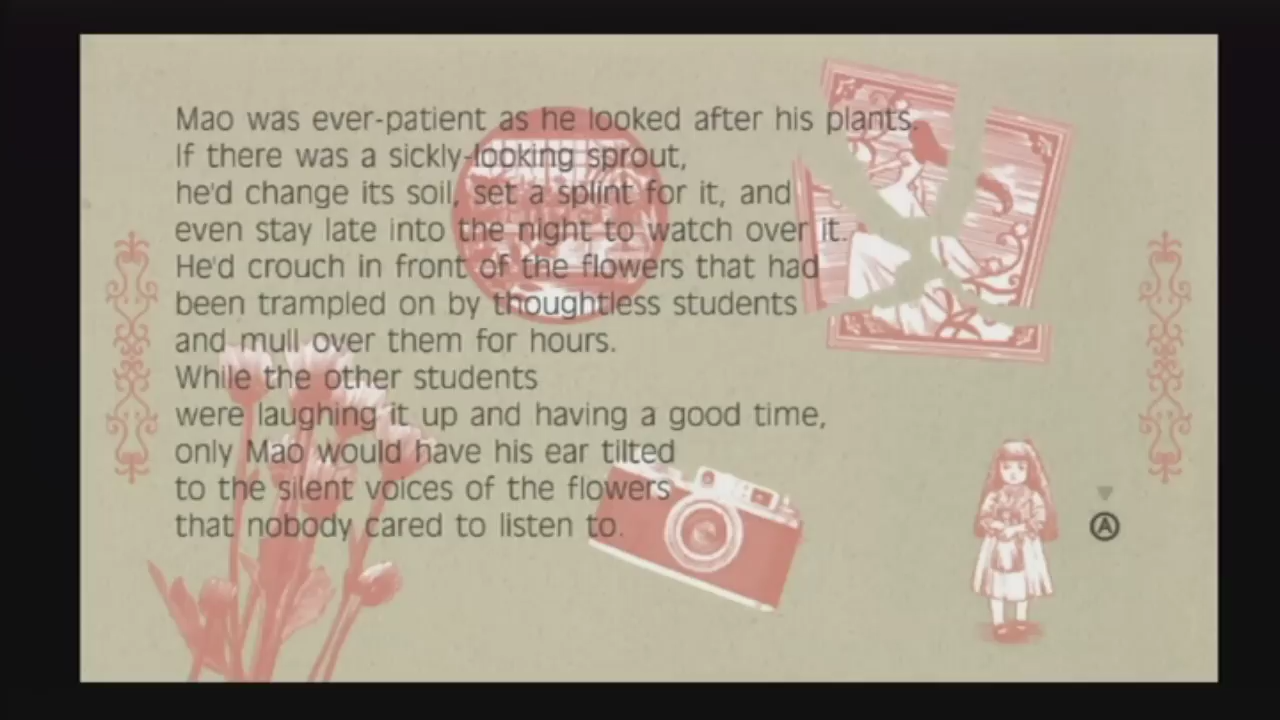 Mao was ever-patient as he looked after his plants.
If there was a sickly-looking sprout,
he'd change its soil, set a splint for it, and
even stay late into the night to watch over it.
He'd crouch in front of the flowers that had
been trampled on by thoughtless students
and mull over them for hours.
While the other students
were laughing it up and having a good time,
only Mao would have his ear tilted
to the silent voices of the flowers
that nobody cared to listen to.
A